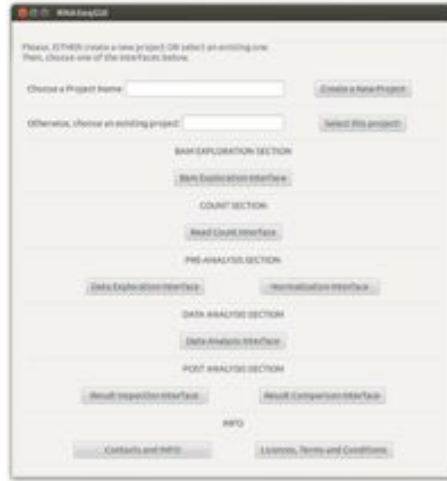 RNASeqGUI
Please, EITHER create a new project OR select an existing one.
Then, choose one of the interfaces below.
Choose a Project Name
Create a New Project
Otherwise, choose an existing project
Select this project!
BAM EXPLORATION SECTION
Bam Exploration Interface
COUNT SECTION
Read Count Interface
PRE-ANALYSIS SECTION
Data Exploration Interface
Normalization Interface
DATA ANALYSIS SECTION
Data Analysis Interface
POST ANALYSIS SECTION
Result Inspection Interface
Result Comparison Interface
INFO
Contacts and INFO
Licenses, Terms and Conditions